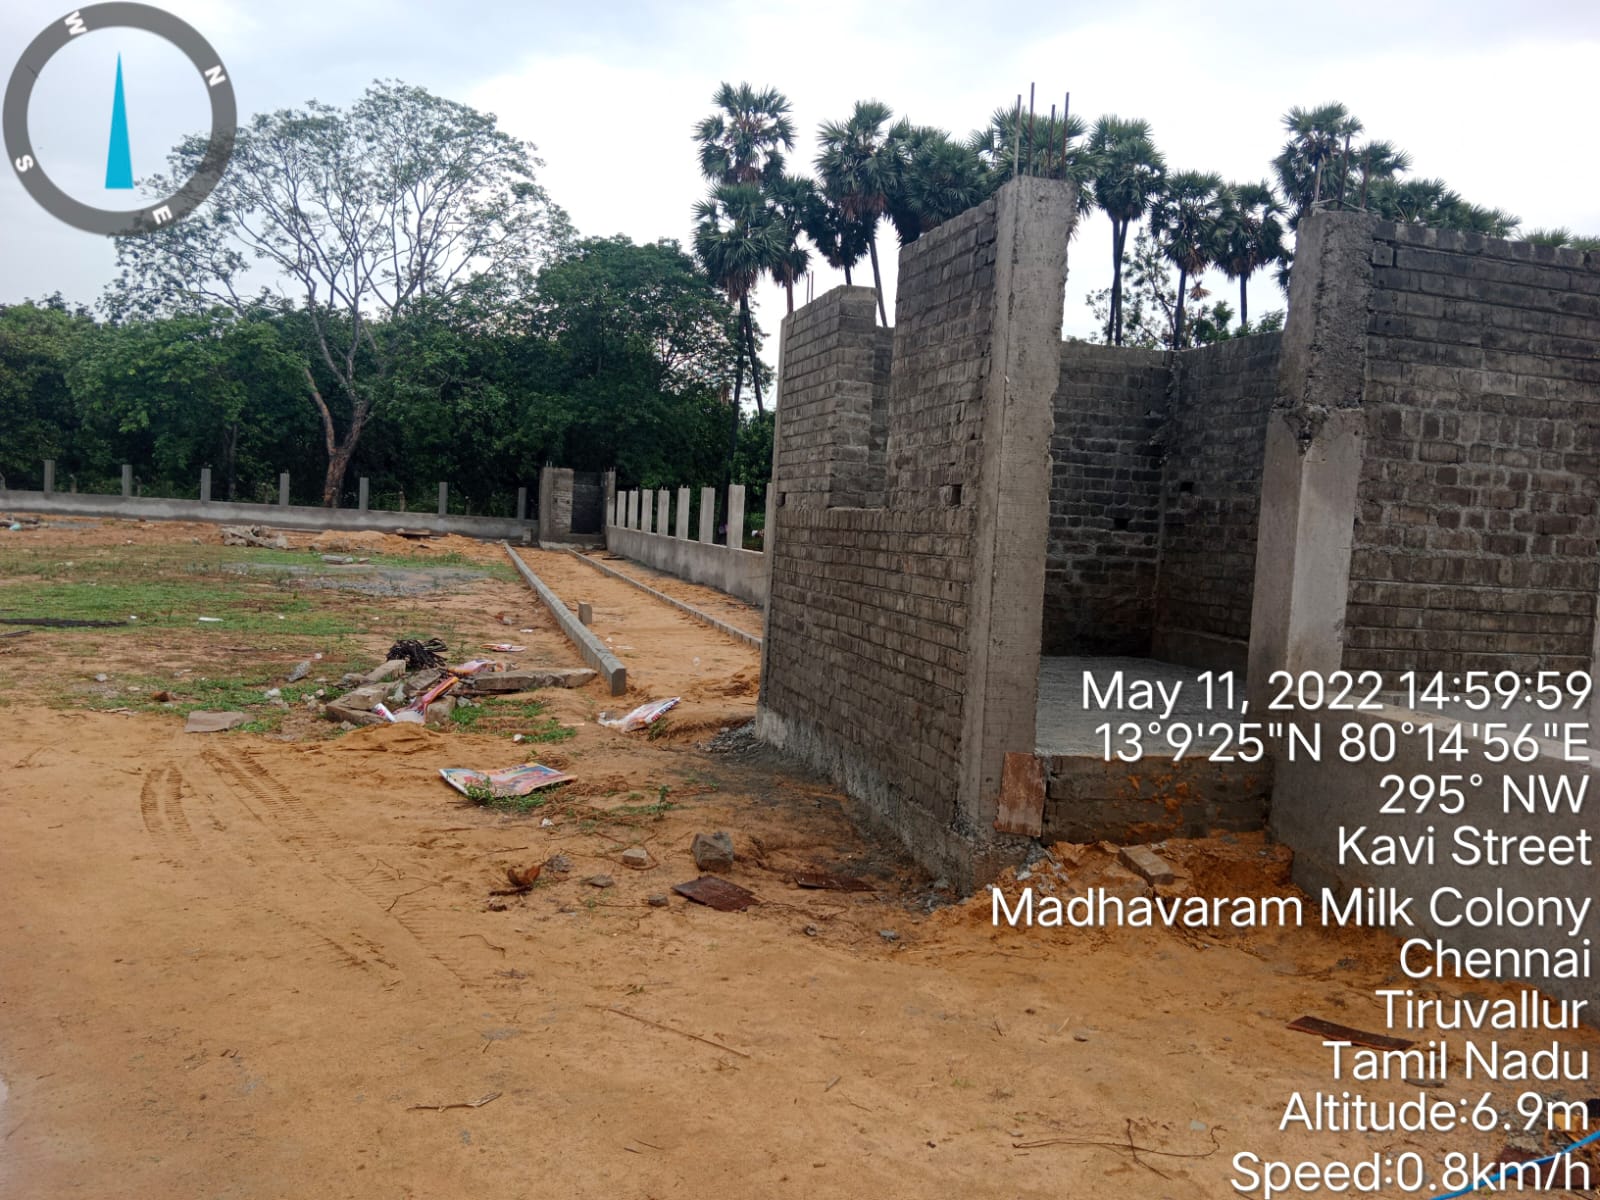 W
N
S
E
May 11, 2022 14:59:59
13°9'25"N 80°14'56"E
295° NW
Kavi Street
Madhavaram Milk Colony
Chennai
Tiruvallur
Tamil Nadu
Altitude:6.9m
Speed:0.8km/h